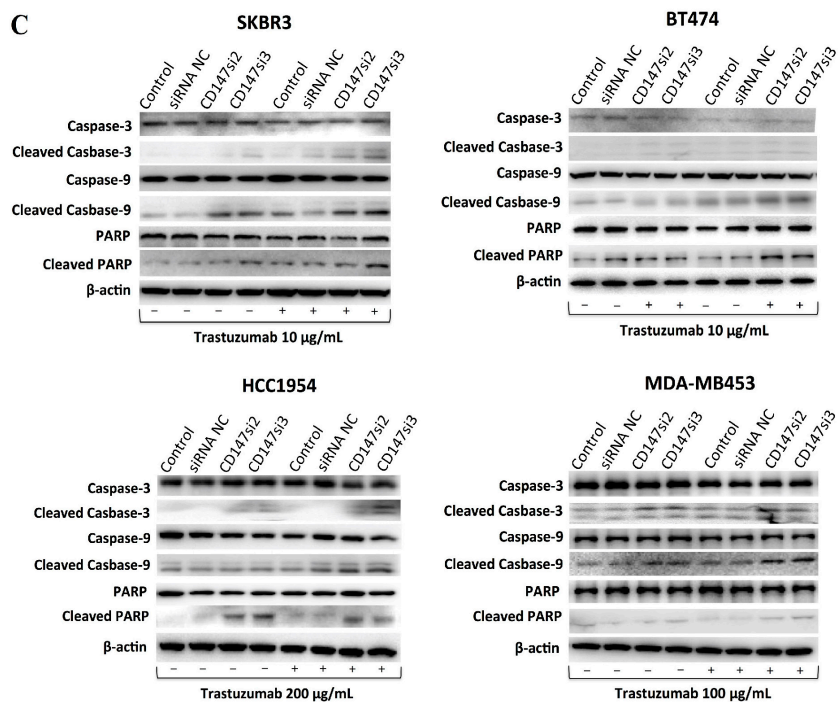 C
SKBR3
Control siRNA NC CD147si2 CD147si3 Control siRNA NC CD147si2 CD147si3
Caspase-3
Cleaved Casbase-3
Caspase-9
Cleaved Casbase-9
PARP
Cleaved PARP
β-actin
– – – – + + + +
Trastuzumab 10 µg/mL
BT474
Control siRNA NC CD147si2 CD147si3 Control siRNA NC CD147si2 CD147si3
Caspase-3
Cleaved Casbase-3
Caspase-9
Cleaved Casbase-9
PARP
Cleaved PARP
β-actin
– – + + – – + +
Trastuzumab 10 µg/mL
HCC1954
Control siRNA NC CD147si2 CD147si3 Control siRNA NC CD147si2 CD147si3
Caspase-3
Cleaved Casbase-3
Caspase-9
Cleaved Casbase-9
PARP
Cleaved PARP
β-actin
– – – – + + + +
Trastuzumab 200 µg/mL
MDA-MB453
Control siRNA NC CD147si2 CD147si3 Control siRNA NC CD147si2 CD147si3
Caspase-3
Cleaved Casbase-3
Caspase-9
Cleaved Casbase-9
PARP
Cleaved PARP
β-actin
– – – – + + + +
Trastuzumab 100 µg/mL